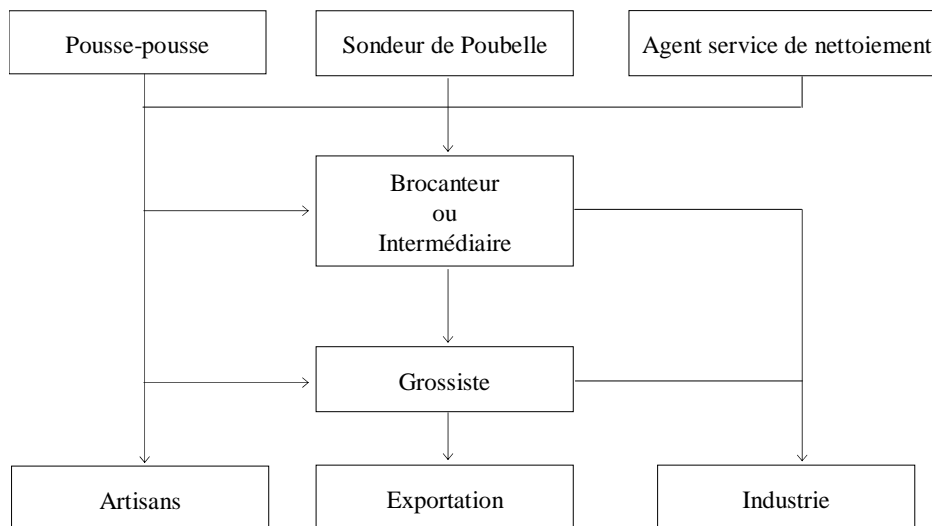 Pousse-pousse
Sondeur de Poubelle
Agent service de nettoiement
Brocanteur
ou
Intermédiaire
Grossiste
Artisans
Exportation
Industrie